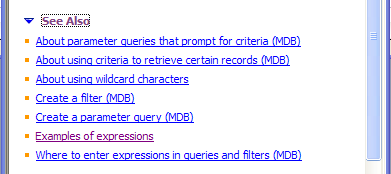 See Also
About parameter queries that prompt for criteria (MDB)
About using criteria to retrieve certain records (MDB)
About using wildcard characters
Create a filter (MDB)
Create a parameter query (MDB)
Examples of expressions
Where to enter expressions in queries and filters (MDB)